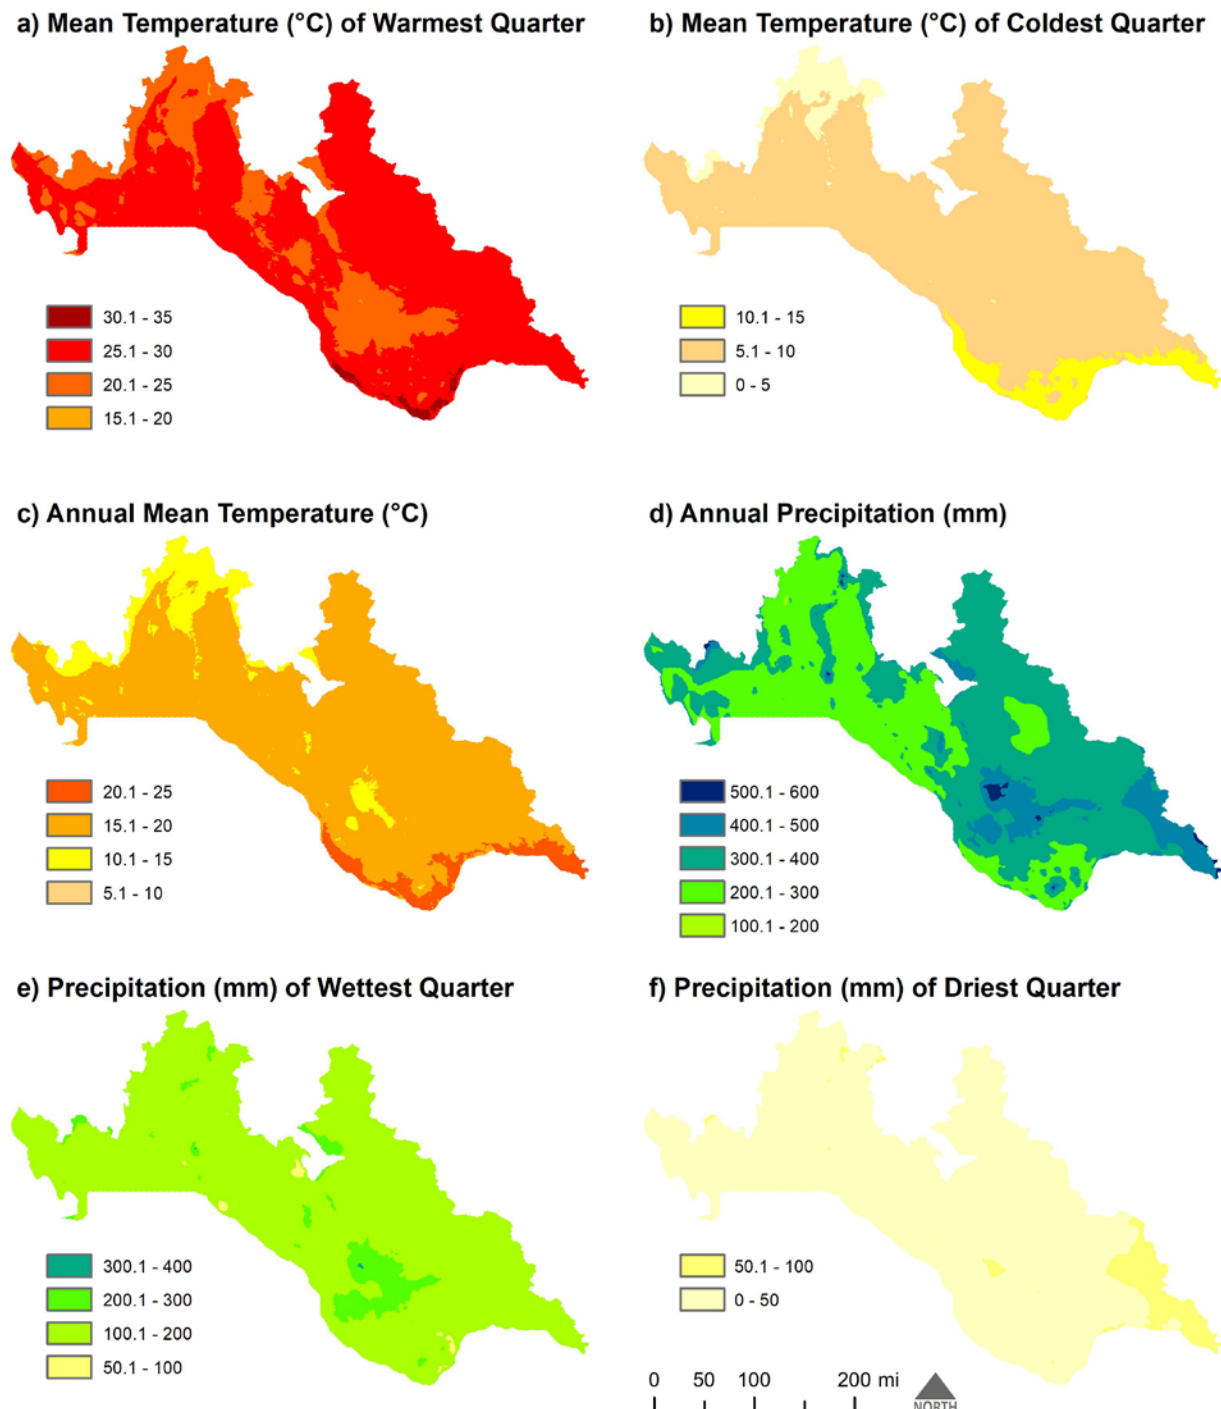 a) Mean Temperature (°C) of Warmest Quarter
30.1 - 35
25.1 - 30
20.1 - 25
15.1 - 20
b) Mean Temperature (°C) of Coldest Quarter
10.1 - 15
5.1 - 10
0 - 5
c) Annual Mean Temperature (°C)
20.1 - 25
15.1 - 20
10.1 - 15
5.1 - 10
d) Annual Precipitation (mm)
500.1 - 600
400.1 - 500
300.1 - 400
200.1 - 300
100.1 - 200
e) Precipitation (mm) of Wettest Quarter
300.1 - 400
200.1 - 300
100.1 - 200
50.1 - 100
f) Precipitation (mm) of Driest Quarter
50.1 - 100
0 - 50
0 50 100 200 mi
NORTH